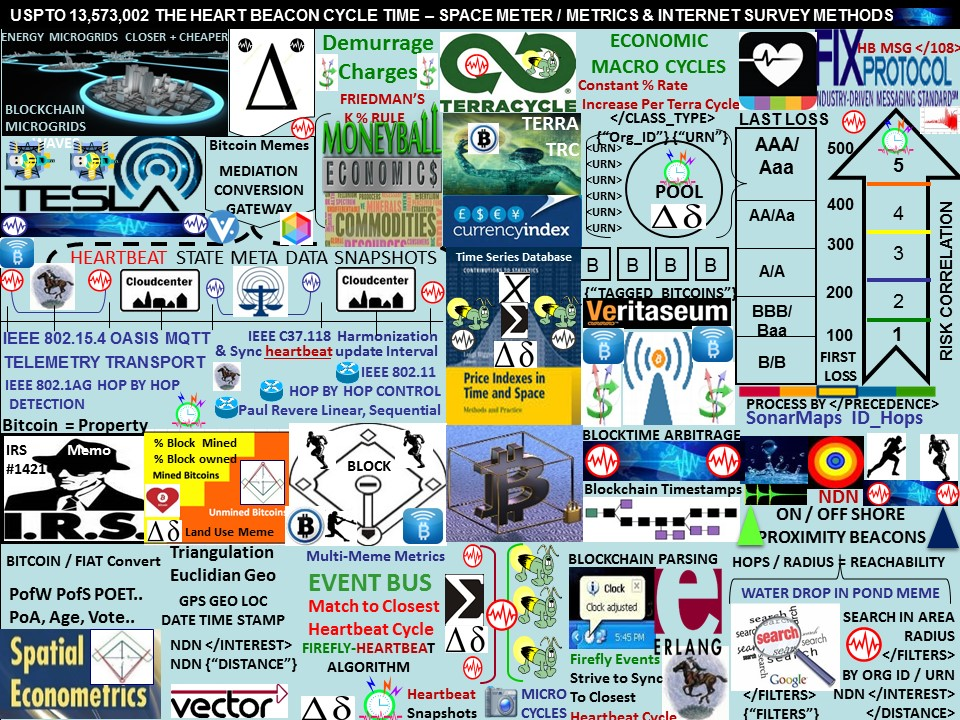 USPTO 13,573,002 THE HEART BEACON CYCLE TIME – SPACE METER / METRICS & INTERNET SURVEY METHODS
ENERGY MICROGRIDS CLOSER + CHEAPER
BLOCKCHAIN
MICROGRIDS
Δ
Demurrage
Charges
FRIEDMAN'S
K % RULE
MONEYBALL
ECONOMICS
COMMODITIES
TERRACYCLE
ECONOMIC
MACRO CYCLES
Constant % Rate
Increase Per Terra Cycle
</CLASS_TYPE>
{"Org_ID"} {"URN"}
HB MSG </108>
FIX
PROTOCOL
INDUSTRY-DRIVEN MESSAGING STANDARD
TESLA
Bitcoin Memes
MEDIATION
CONVERSION
GATEWAY
TERRA
TRC
£ $ € ¥
currencyindex
<URN>
<URN>
<URN>
<URN>
<URN>
<URN>
POOL
Δ δ
B B B B
{"TAGGED_BITCOINS"}
LAST LOSS
AAA/
Aaa
AA/Aa
A/A
BBB/
Baa
B/B
500
400
300
200
100
FIRST
LOSS
5
4
3
2
1
RISK CORRELATION
PROCESS BY </PRECEDENCE>
SonarMaps ID_Hops
HEARTBEAT STATE META DATA SNAPSHOTS
Cloudcenter
Cloudcenter
IEEE 802.15.4 OASIS MQTT
TELEMETRY TRANSPORT
IEEE 802.1AG HOP BY HOP
DETECTION
Bitcoin = Property
IEEE C37.118 Harmonization
& Sync heartbeat update Interval
IEEE 802.11
HOP BY HOP CONTROL
Paul Revere Linear, Sequential
Time Series Database
CONTRIBUTIONS TO STATISTICS
X
Σ
Δδ
Price Indexes in
Time and Space
Methods and Practice
Veritaseum
IRS Memo
#1421
I.R.S.
% Block Mined
% Block owned
Mined Bitcoins
Unmined Bitcoins
Δδ Land Use Meme
BLOCK
BLOCKTIME ARBITRAGE
Blockchain Timestamps
NDN
ON / OFF SHORE
PROXIMITY BEACONS
BITCOIN / FIAT Convert
PofW PofS POET..
PoA, Age, Vote..
Spatial
Econometrics
Triangulation
Euclidian Geo
GPS GEO LOC
DATE TIME STAMP
NDN </INTEREST>
NDN {"DISTANCE"}
vector
Multi-Meme Metrics
EVENT BUS
Match to Closest
Heartbeat Cycle
FIREFLY-HEARTBEAT
ALGORITHM
Δδ
Heartbeat
Snapshots
Σ
Δδ
MICRO
CYCLES
BLOCKCHAIN PARSING
Clock
Clock adjusted
5:45 PM
Firefly Events
Strive to Sync
To Closest
Heartbeat Cycle
e
ERLANG
HOPS / RADIUS = REACHABILITY
WATER DROP IN POND MEME
search
Google
</FILTERS>
{"FILTERS"}
SEARCH IN AREA
RADIUS
</FILTERS>
BY ORG ID / URN
NDN </INTEREST>
</DISTANCE>